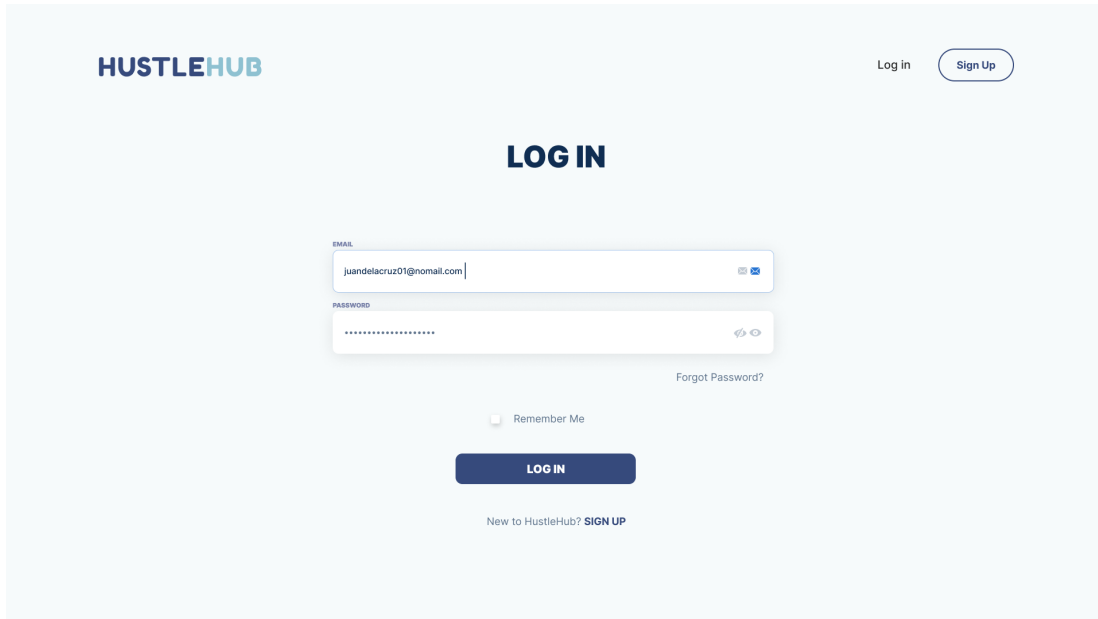 HUSTLEHUB
Log in
Sign Up
LOG IN
EMAIL
juandelacruz01@nomail.com
PASSWORD
Forgot Password?
Remember Me
LOG IN
New to HustleHub? SIGN UP